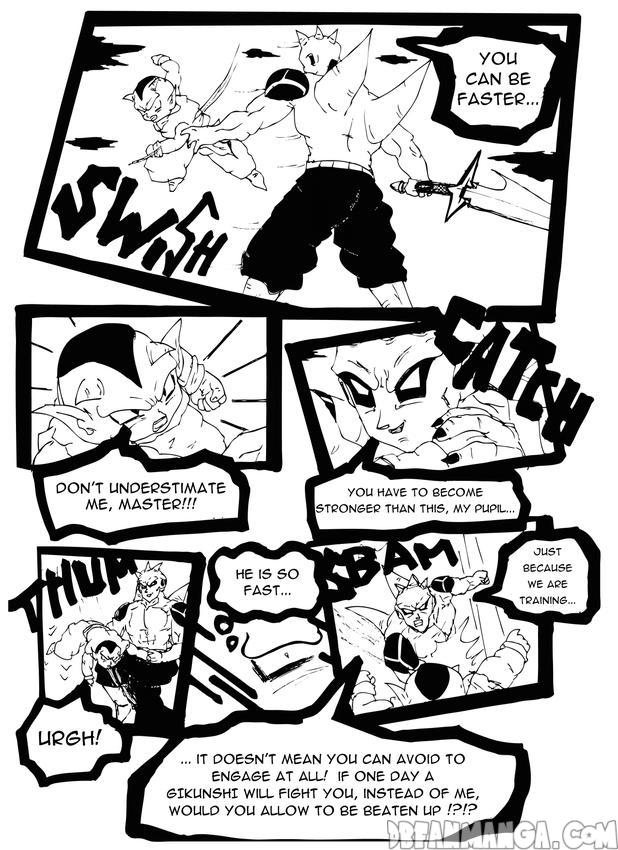 YOU
CAN BE
FASTER...
SWISH
CATCH
DON'T UNDERSTIMATE
ME, MASTER!!!
YOU HAVE TO BECOME
STRONGER THAN THIS, MY PUPIL...
THUM
URGH!
HE IS SO
FAST...
SBAM
JUST
BECAUSE
WE ARE
TRAINING...
... IT DOESN'T MEAN YOU CAN AVOID TO
ENGAGE AT ALL! IF ONE DAY A
GIKUNSHI WILL FIGHT YOU, INSTEAD OF ME,
WOULD YOU ALLOW TO BE BEATEN UP !?!?
DREAMMANGA.COM